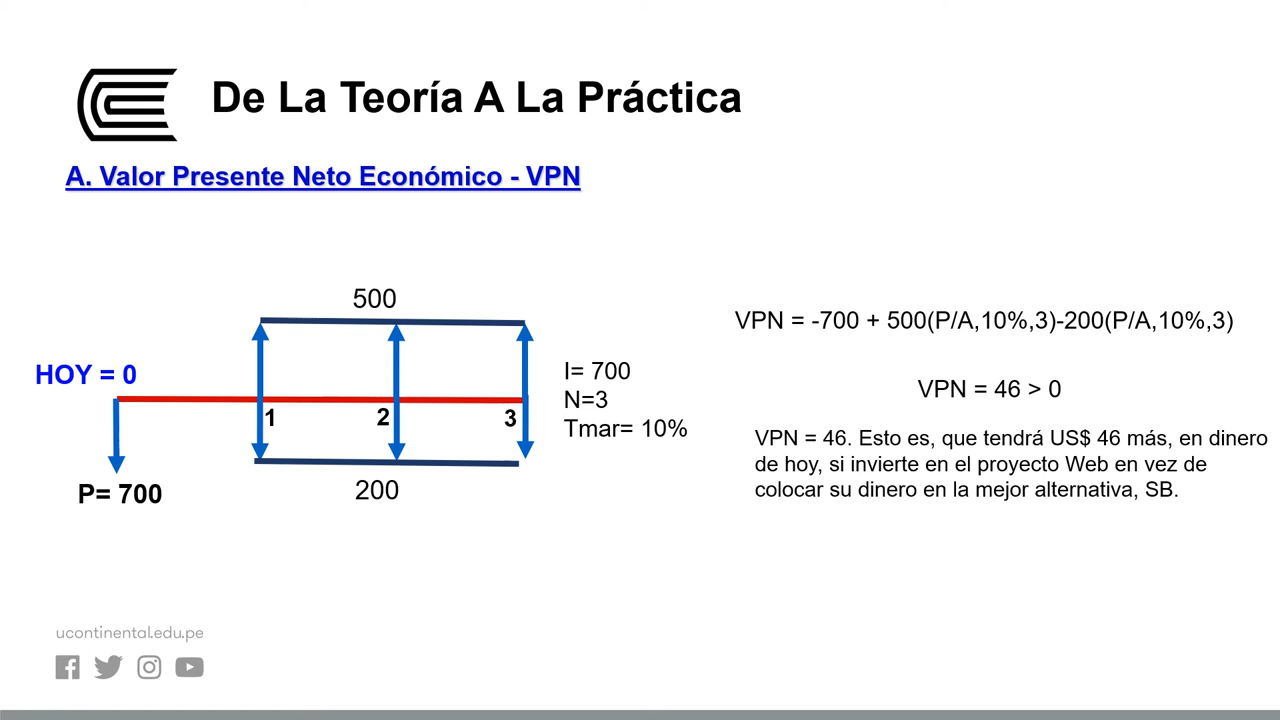 De La Teoría A La Práctica
A. Valor Presente Neto Económico - VPN
500
HOY = 0
1
2
3
P= 700
200
I= 700
N=3
Tmar= 10%
VPN = -700 + 500(P/A,10%,3)-200(P/A,10%,3)
VPN = 46 > 0
VPN = 46. Esto es, que tendrá US$ 46 más, en dinero
de hoy, si invierte en el proyecto Web en vez de
colocar su dinero en la mejor alternativa, SB.
ucontinental.edu.pe